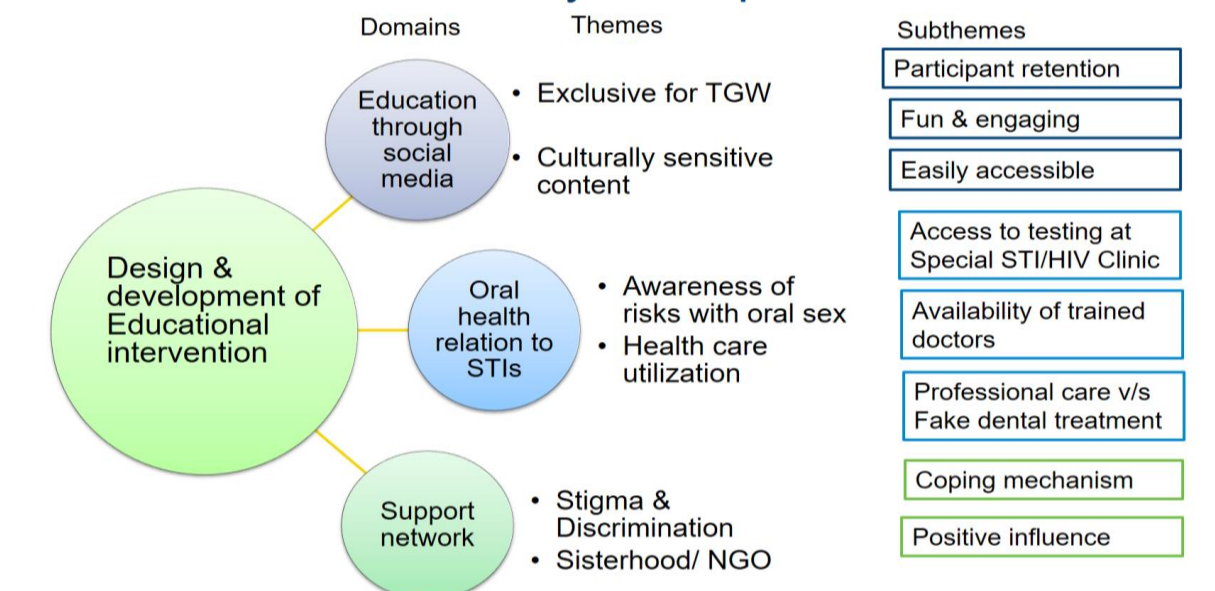 Domains
Themes
Subthemes
Education
through
social
media
• Exclusive for TGW
• Culturally sensitive
content
Participant retention
Fun & engaging
Easily accessible
Design &
development of
Educational
intervention
Oral
health
relation to
STIs
• Awareness of
risks with oral sex
• Health care
utilization
Access to testing at
Special STI/HIV Clinic
Availability of trained
doctors
Professional care v/s
Fake dental treatment
Support
network
• Stigma &
Discrimination
• Sisterhood/ NGO
Coping mechanism
Positive influence